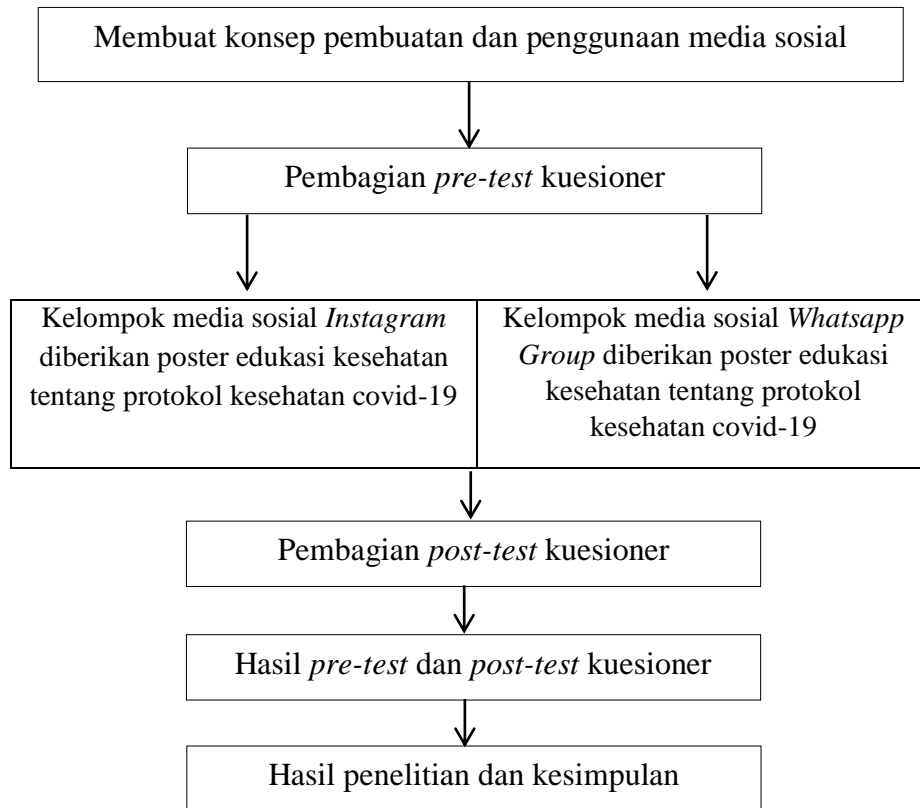 Membuat konsep pembuatan dan penggunaan media sosial
Pembagian pre-test kuesioner
Kelompok media sosial Instagram
diberikan poster edukasi kesehatan
tentang protokol kesehatan covid-19
Kelompok media sosial Whatsapp
Group diberikan poster edukasi
kesehatan tentang protokol
kesehatan covid-19
Pembagian post-test kuesioner
Hasil pre-test dan post-test kuesioner
Hasil penelitian dan kesimpulan